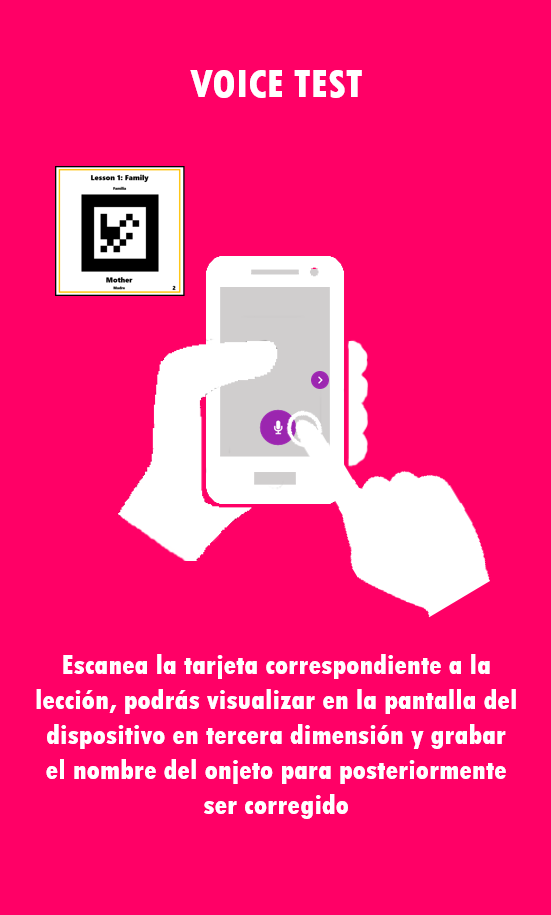 VOICE TEST
Lesson 1: Family
Familia
Mother
Madre
2
Escanea la tarjeta correspondiente a la
lección, podrás visualizar en la pantalla del
dispositivo en tercera dimensión y grabar
el nombre del onjeto para posteriormente
ser corregido